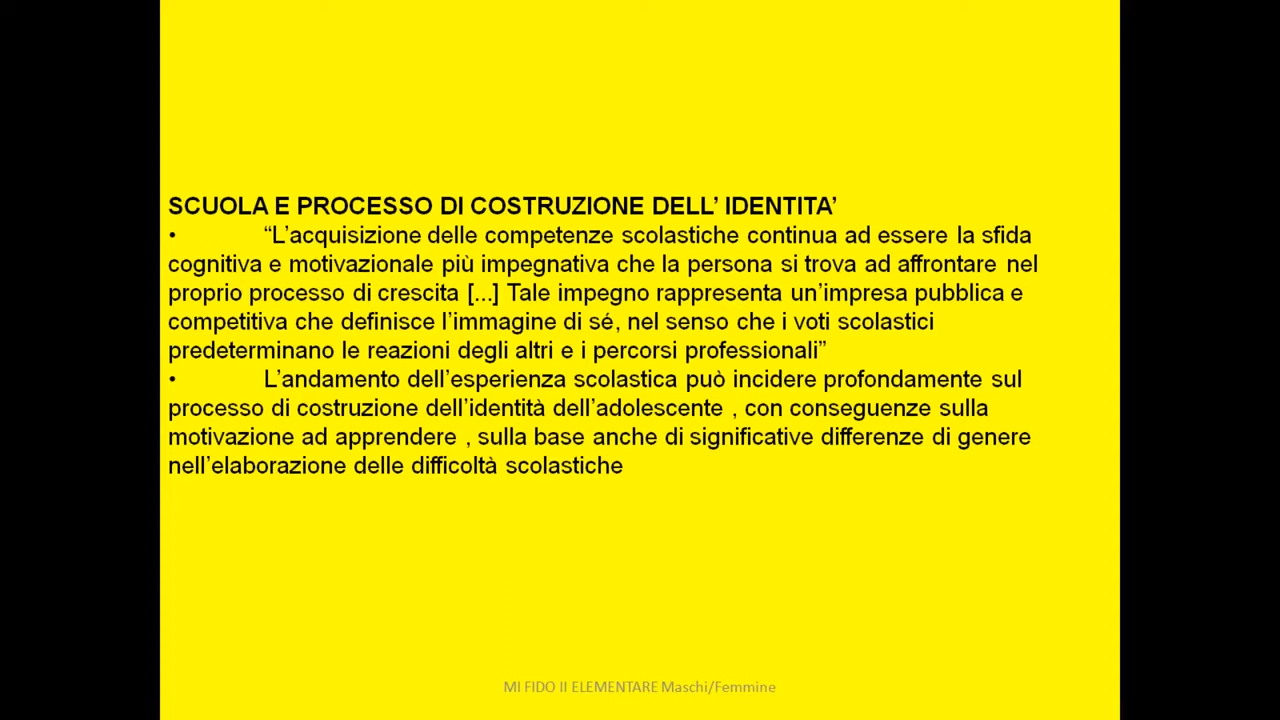 SCUOLA E PROCESSO DI COSTRUZIONE DELL’ IDENTITA’
• “L’acquisizione delle competenze scolastiche continua ad essere la sfida
cognitiva e motivazionale più impegnativa che la persona si trova ad affrontare nel
proprio processo di crescita [...] Tale impegno rappresenta un’impresa pubblica e
competitiva che definisce l’immagine di sé, nel senso che i voti scolastici
predeterminano le reazioni degli altri e i percorsi professionali”
• L’andamento dell’esperienza scolastica può incidere profondamente sul
processo di costruzione dell’identità dell’adolescente , con conseguenze sulla
motivazione ad apprendere , sulla base anche di significative differenze di genere
nell’elaborazione delle difficoltà scolastiche
MI FIDO II ELEMENTARE Maschi/Femmine